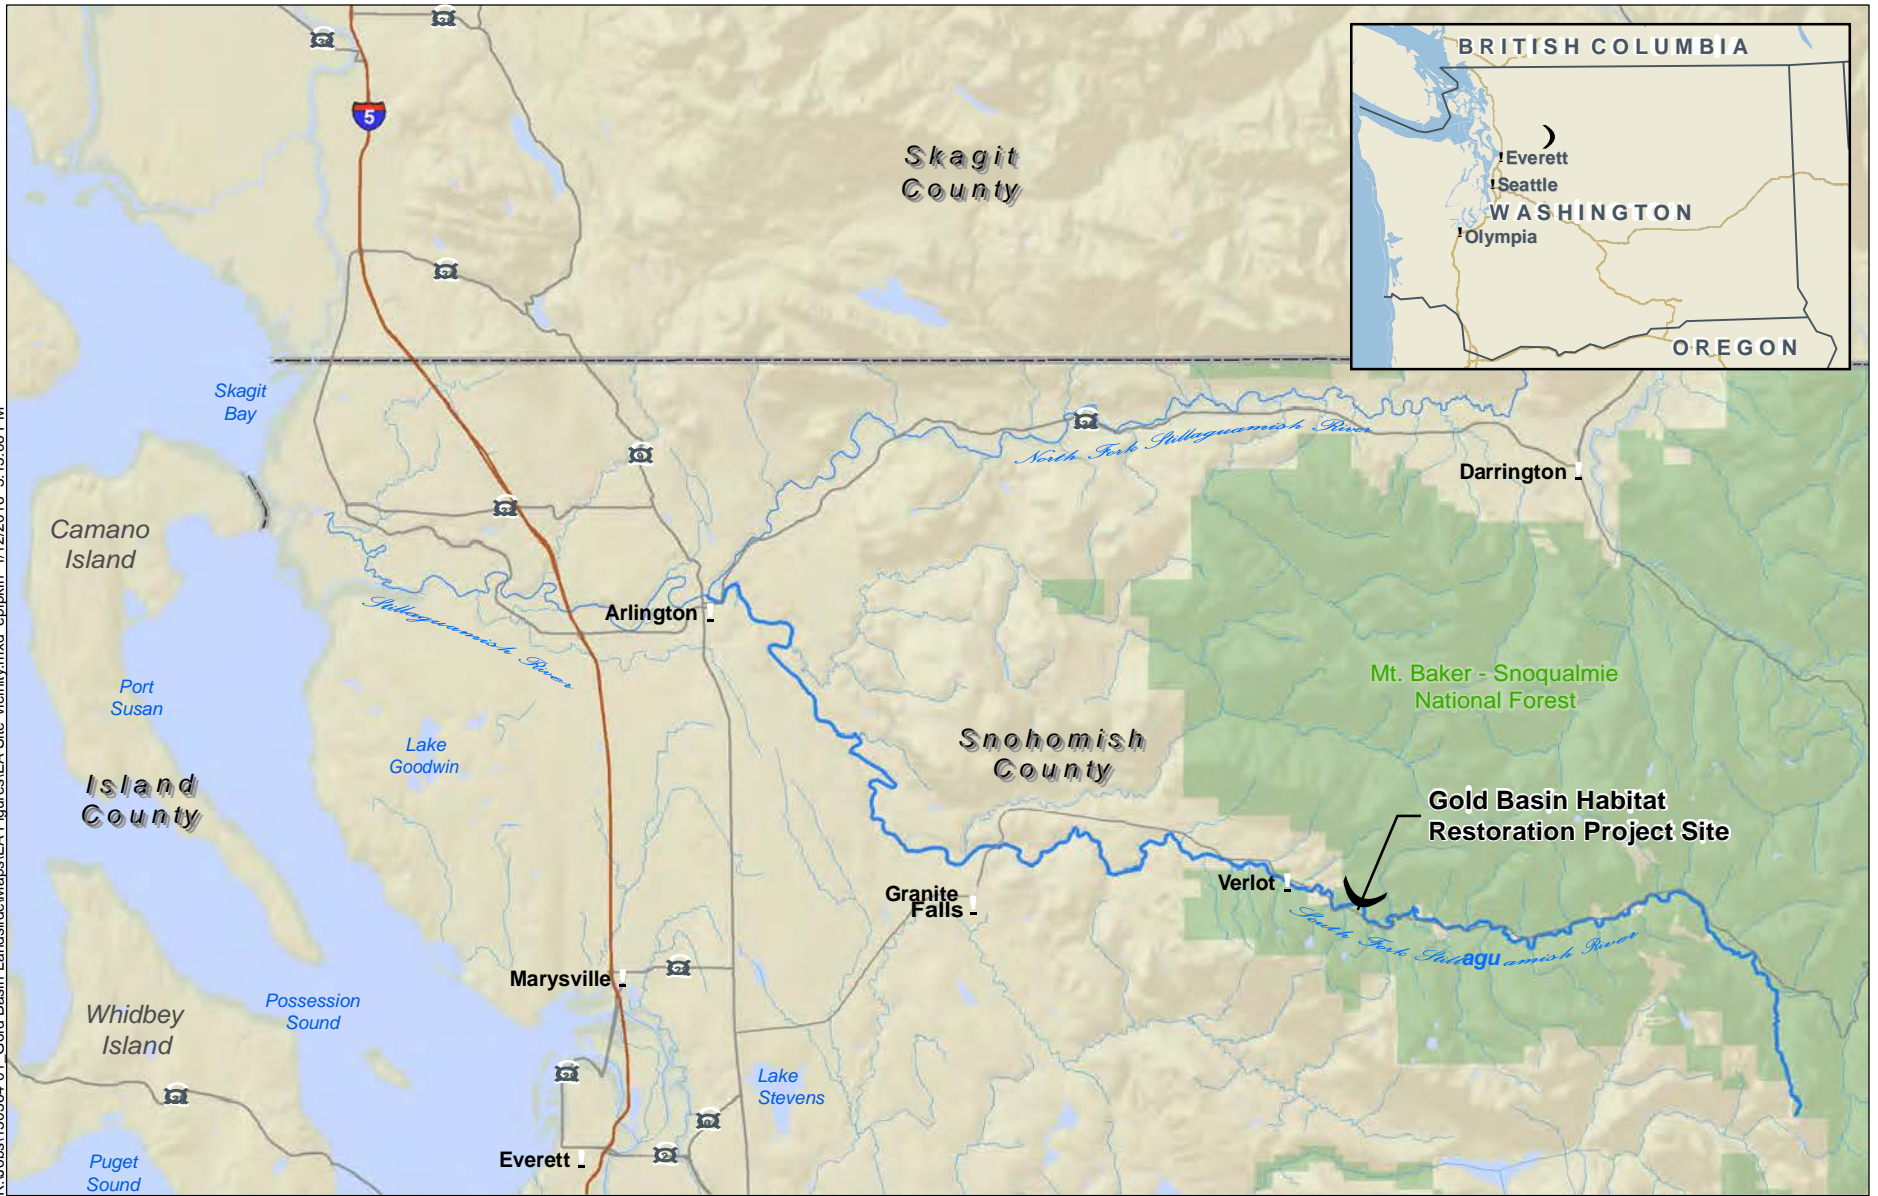 BRITISH COLUMBIA
Everett
Seattle
WASHINGTON
Olympia
OREGON
5
Skagit
County
Skagit
Bay
North Fork Stillaguamish River
Darrington
Camano
Island
Arlington
Stillaguamish River
Port
Susan
Mt. Baker - Snoqualmie
National Forest
Lake
Goodwin
Snohomish
County
Island
County
Gold Basin Habitat
Restoration Project Site
Verlot
Granite
Falls
South Fork Stillaguamish River
Marysville
Possession
Sound
Whidbey
Island
Lake
Stevens
Everett
2
Puget
Sound